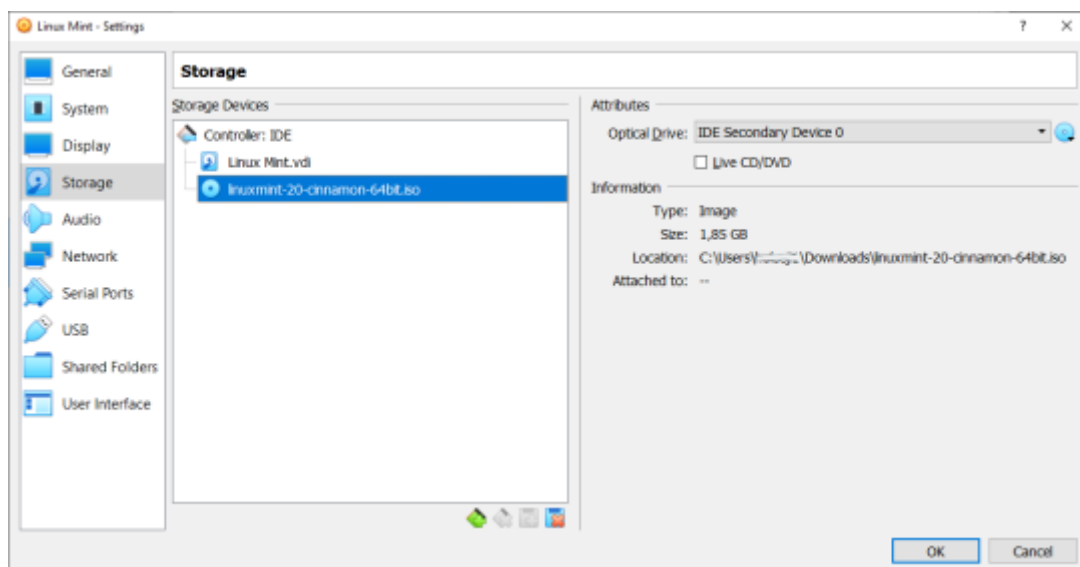 Linux Mint - Settings
? ×
General
System
Display
Storage
Audio
Network
Serial Ports
USB
Shared Folders
User Interface
Storage
Storage Devices
Controller: IDE
Linux Mint.vdi
linuxmint-20-cinnamon-64bit.iso
Attributes
Optical Drive: IDE Secondary Device 0
Live CD/DVD
Information
Type: Image
Size: 1,85 GB
Location: C:\Users\ \Downloads\linuxmint-20-cinnamon-64bit.iso
Attached to: --
OK Cancel